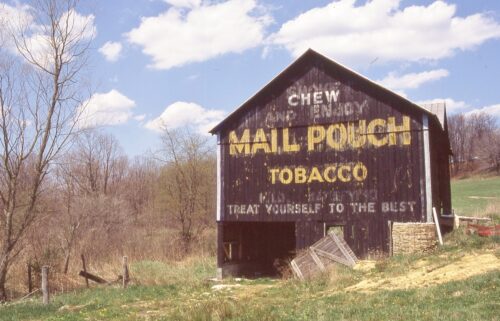 CHEW
AND ENJOY
MAIL POUCH
TOBACCO
TREAT YOURSELF TO THE BEST